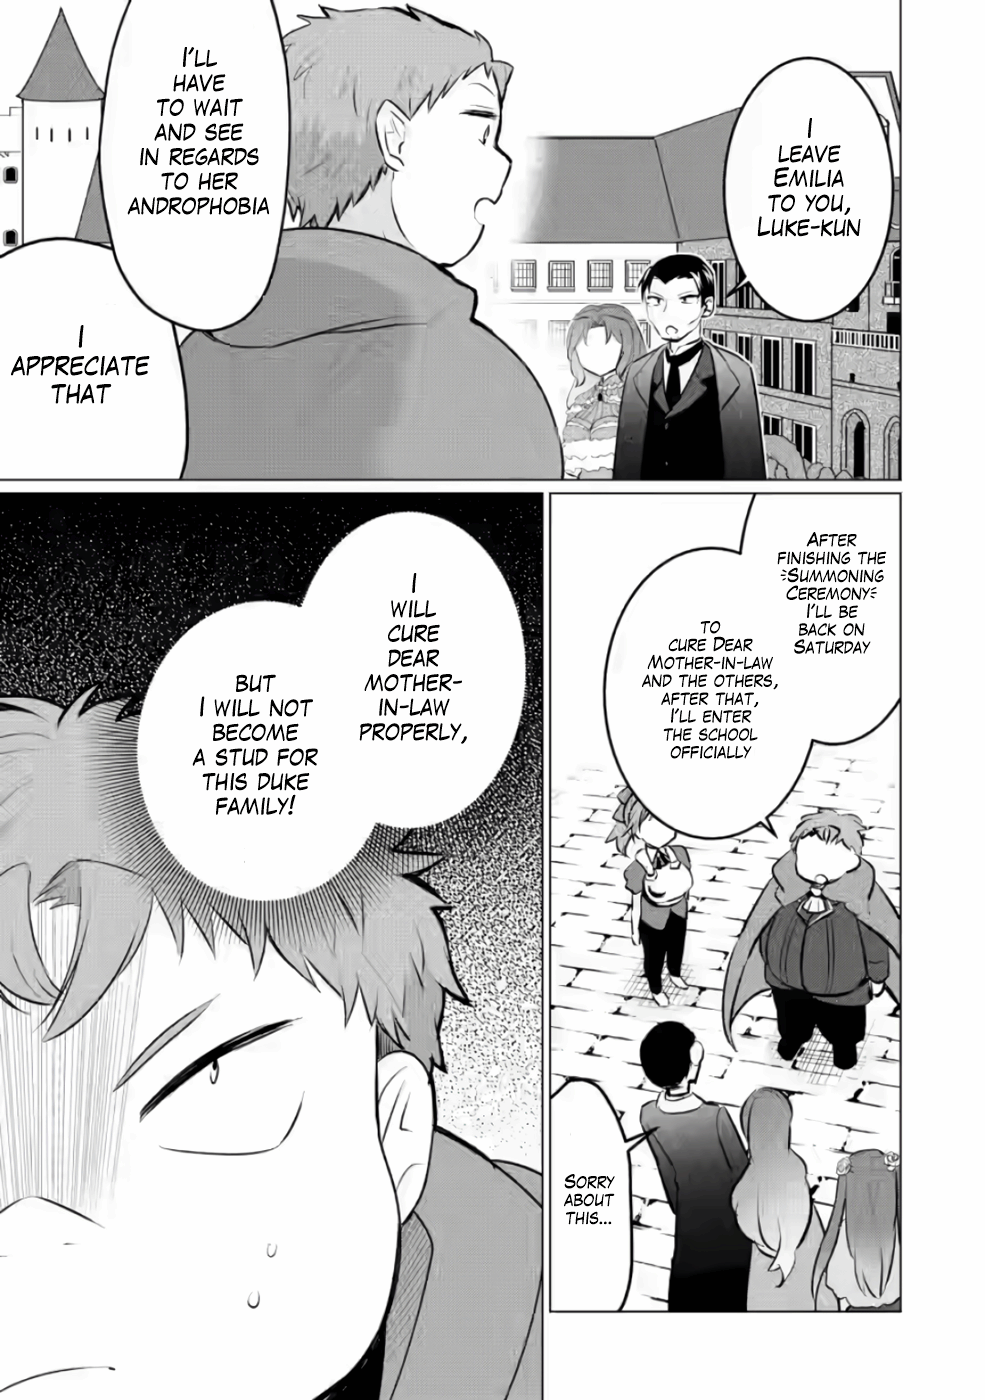 I
LEAVE
EMILIA
TO YOU,
LUKE-KUN
I'LL
HAVE
TO WAIT
AND SEE
IN REGARDS
TO HER
ANDROPHOBIA
I
APPRECIATE
THAT
AFTER
FINISHING THE
SUMMONING
CEREMONY
I'LL BE
BACK ON
SATURDAY
TO
CURE DEAR
MOTHER-IN-LAW
AND THE OTHERS,
AFTER THAT,
I'LL ENTER
THE SCHOOL
OFFICIALLY
SORRY
ABOUT
THIS...
I
WILL
CURE
DEAR
MOTHER-
IN-LAW
PROPERLY,
BUT
I WILL NOT
BECOME
A STUD FOR
THIS DUKE
FAMILY!